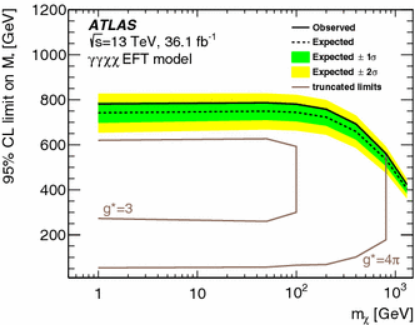 1200
1000
800
600
400
200
95% CL limit on M* [GeV]
ATLAS
√s=13 TeV, 36.1 fb⁻¹
γγχχ EFT model
Observed
Expected
Expected ± 1σ
Expected ± 2σ
truncated limits
g*=3
g*=4π
1
10
10²
10³
mχ [GeV]